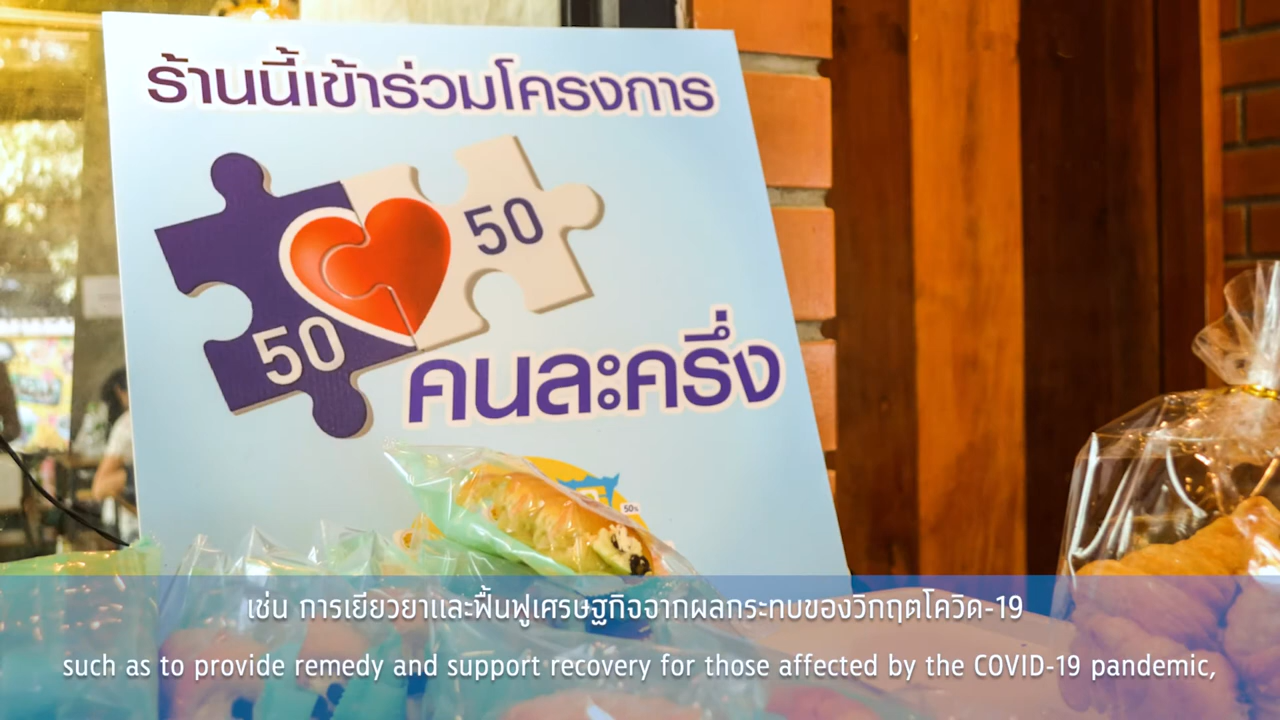 ร้านนี้เข้าร่วมโครงการ
50
50
คนละครึ่ง
50%
เช่น การเยียวยาและฟื้นฟูเศรษฐกิจจากผลกระทบของวิกฤตโควิด-19
such as to provide remedy and support recovery for those affected by the COVID-19 pandemic,